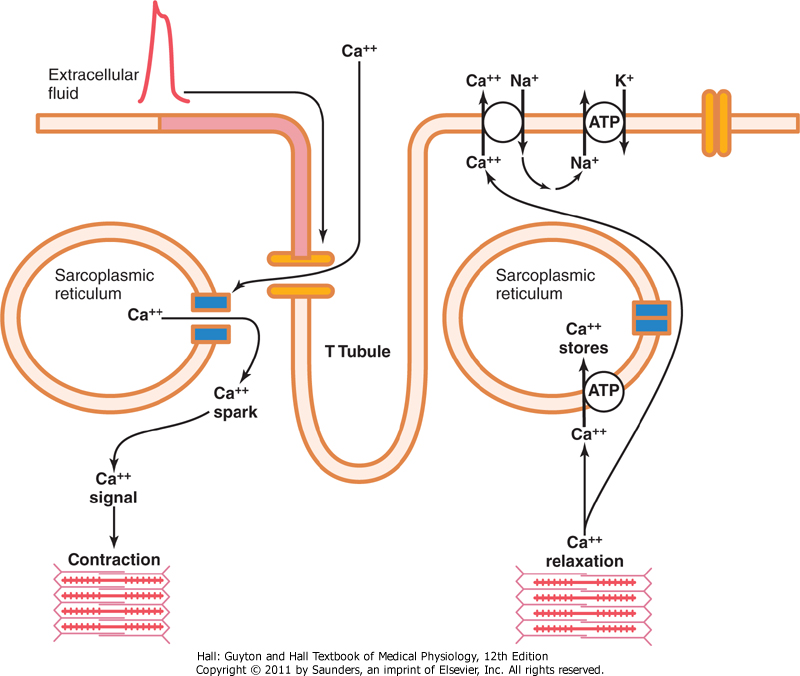 Extracellular
fluid
Ca++
Sarcoplasmic
reticulum
Ca++
Ca++
spark
Ca++
signal
Contraction
T Tubule
Ca++
Na+
K+
ATP
Ca++
Na+
Sarcoplasmic
reticulum
Ca++
stores
ATP
Ca++
Ca++
relaxation
Hall: Guyton and Hall Textbook of Medical Physiology, 12th Edition
Copyright © 2011 by Saunders, an imprint of Elsevier, Inc. All rights reserved.